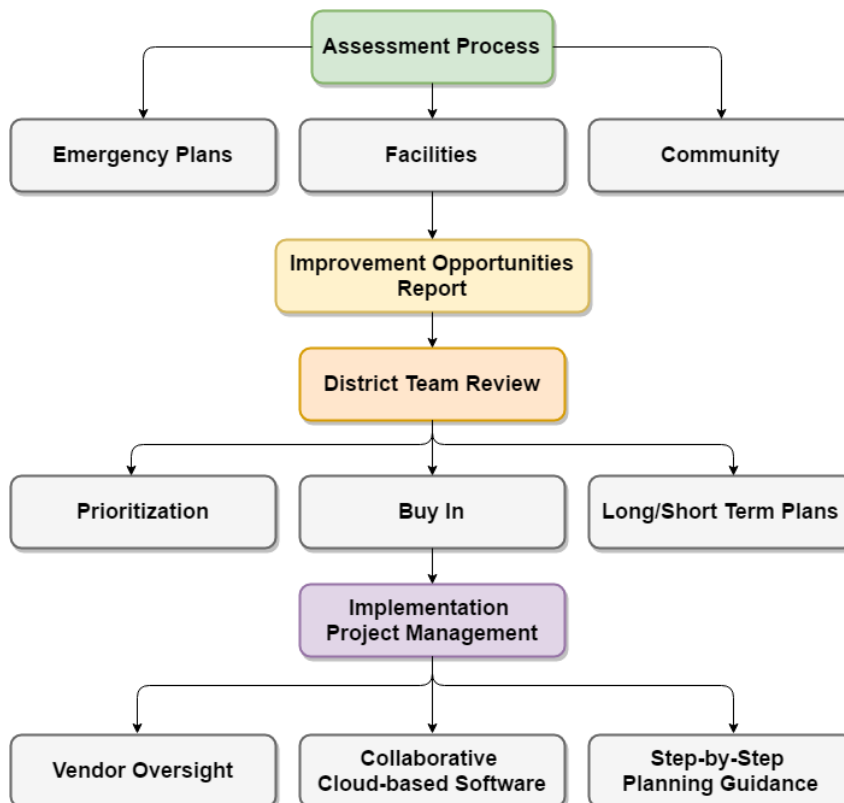 Assessment Process
Emergency Plans
Facilities
Community
Improvement Opportunities
Report
District Team Review
Prioritization
Buy In
Long/Short Term Plans
Implementation
Project Management
Vendor Oversight
Collaborative
Cloud-based Software
Step-by-Step
Planning Guidance